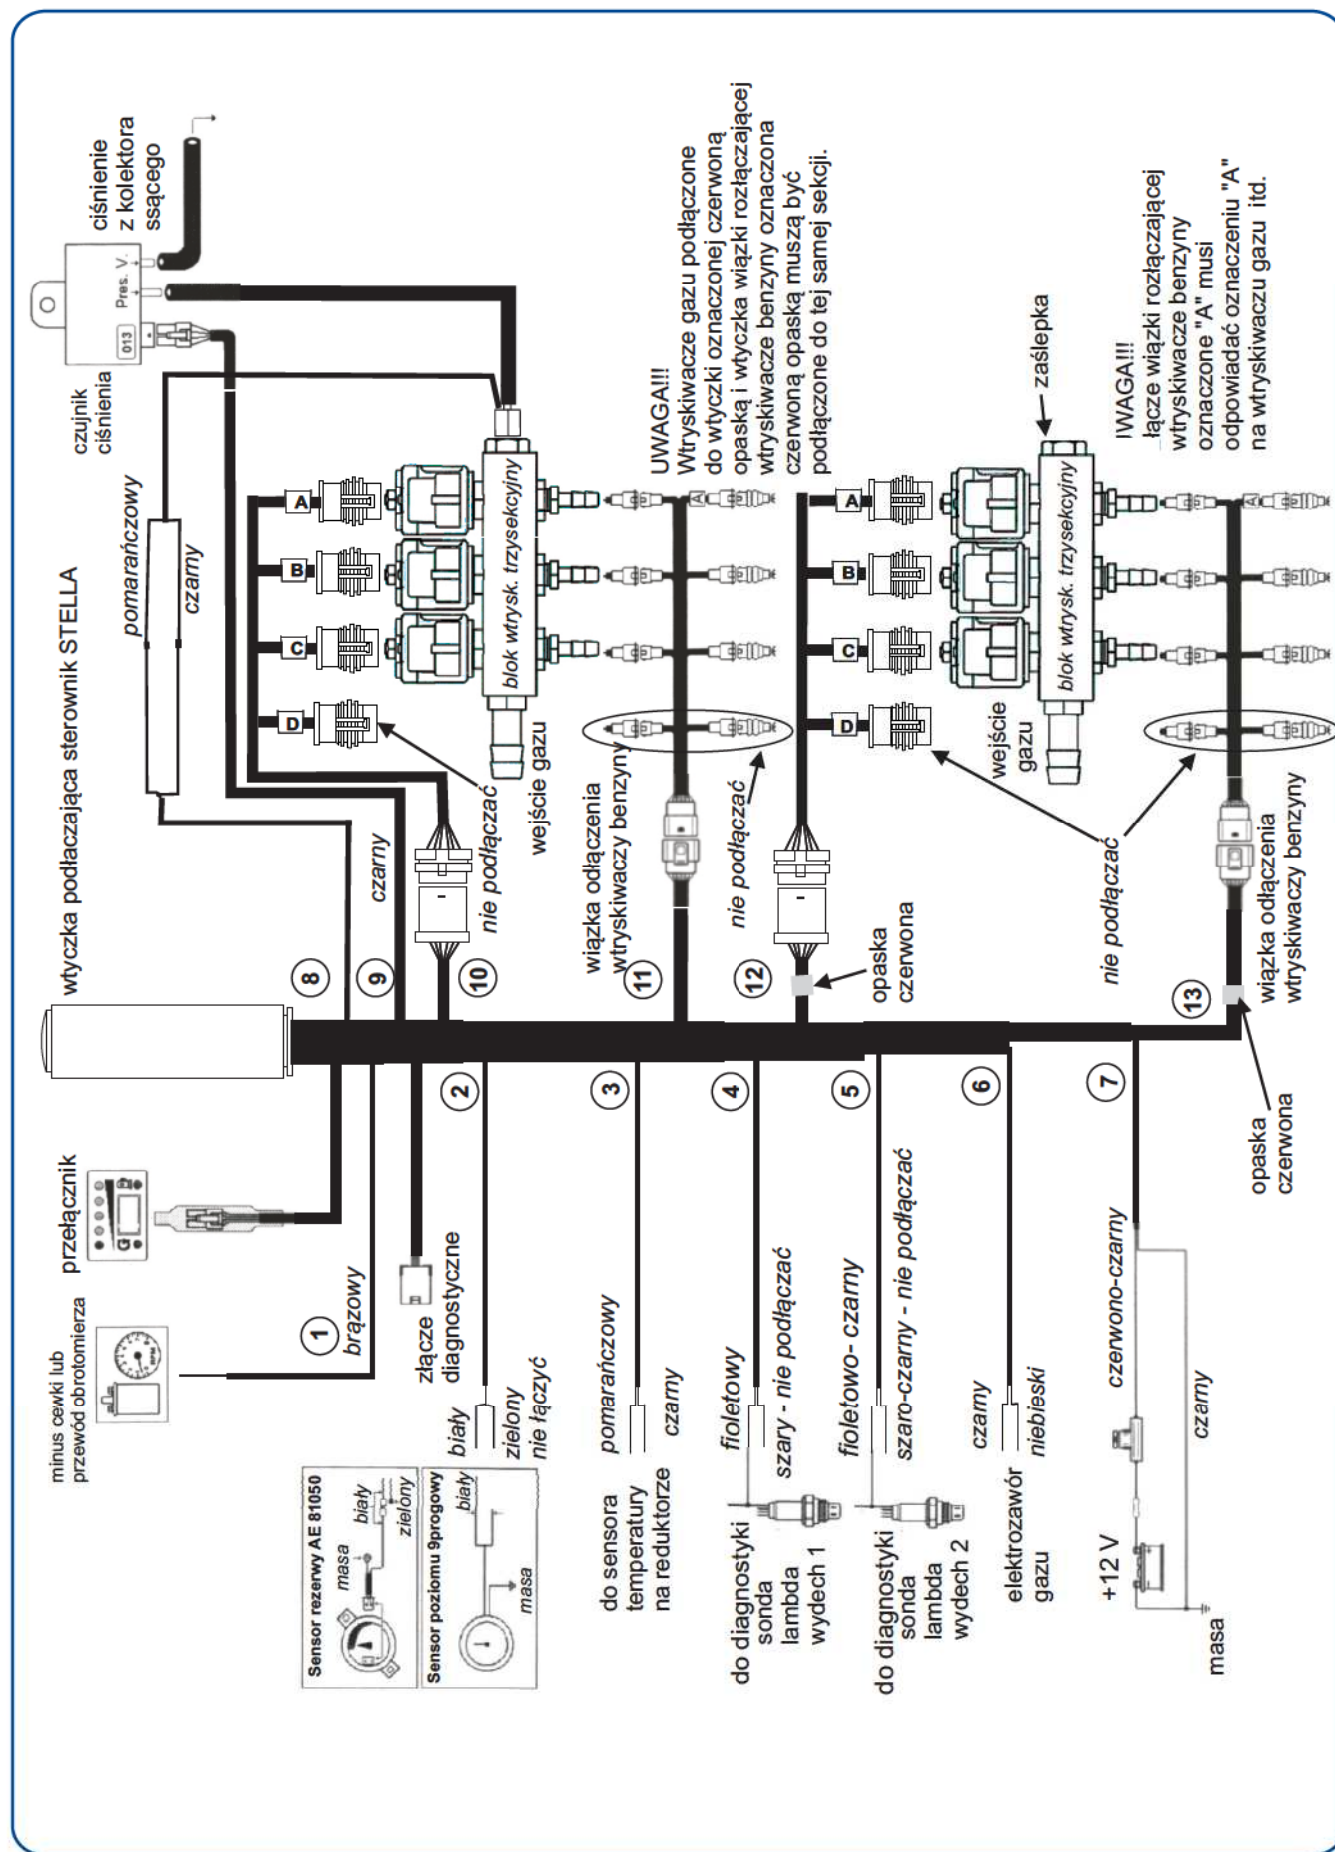 minus cewki lub
przewód obrotomierza
przełącznik
wtyczka podłaczająca sterownik STELLA
czujnik
ciśnienia
013
Pres. V.
ciśnienie
z kolektora
ssącego
pomarańczowy
czarny
1
brązowy
8
9
czarny
10
A
B
C
D
nie podłączać
blok wtrysk. trzysekcyjny
wejście gazu
złącze
diagnostyczne
Sensor rezerwy AE 81050
masa
biały
zielony
Sensor poziomu 9progowy
biały
masa
2
biały
zielony
nie łączyć
3
pomarańczowy
czarny
do sensora
temperatury
na reduktorze
11
wiązka odłączenia
wtryskiwaczy benzyny
A
nie podłączać
UWAGA!!!
Wtryskiwacze gazu podłączone
do wtyczki oznaczonej czerwoną
opaską i wtyczka wiązki rozłączającej
wtryskiwacze benzyny oznaczona
czerwoną opaską muszą być
podłączone do tej samej sekcji.
4
fioletowy
szary - nie podłączać
do diagnostyki
sonda
lambda
wydech 1
12
opaska
czerwona
A
B
C
D
nie podłączać
blok wtrysk. trzysekcyjny
wejście
gazu
zaślepka
5
fioletowo- czarny
szaro-czarny - nie podłączać
do diagnostyki
sonda
lambda
wydech 2
6
czarny
niebieski
elektrozawór
gazu
7
czerwono-czarny
czarny
+12 V
masa
13
opaska
czerwona
wiązka odłączenia
wtryskiwaczy benzyny
A
IWAGA!!!
łącze wiązki rozłączającej
wtryskiwacze benzyny
oznaczone "A" musi
odpowiadać oznaczeniu "A"
na wtryskiwaczu gazu itd.